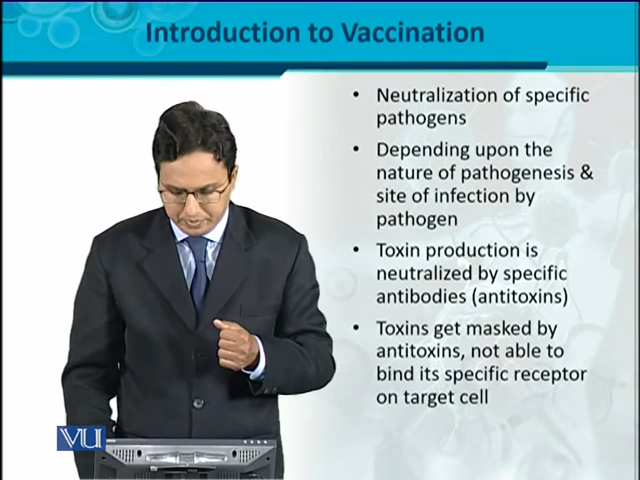 Introduction to Vaccination
• Neutralization of specific
pathogens
• Depending upon the
nature of pathogenesis &
site of infection by
pathogen
• Toxin production is
neutralized by specific
antibodies (antitoxins)
• Toxins get masked by
antitoxins, not able to
bind its specific receptor
on target cell
VU